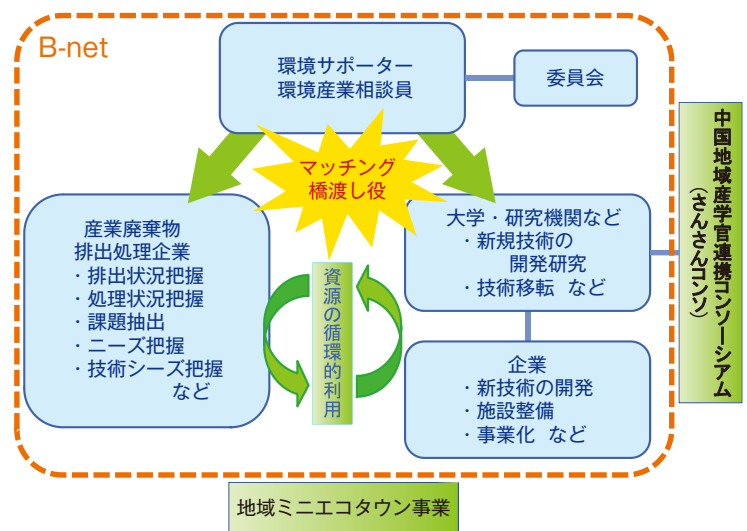 B-net
環境サポーター
環境産業相談員
委員会
マッチング
橋渡し役
産業廃棄物
排出処理企業
・排出状況把握
・処理状況把握
・課題抽出
・ニーズ把握
・技術シーズ把握
など
資源の循環的利用
大学・研究機関など
・新規技術の
開発研究
・技術移転 など
企業
・新技術の開発
・施設整備
・事業化 など
中国地域産学官連携コンソーシアム
(さんさんコンソ)
地域ミニエコタウン事業